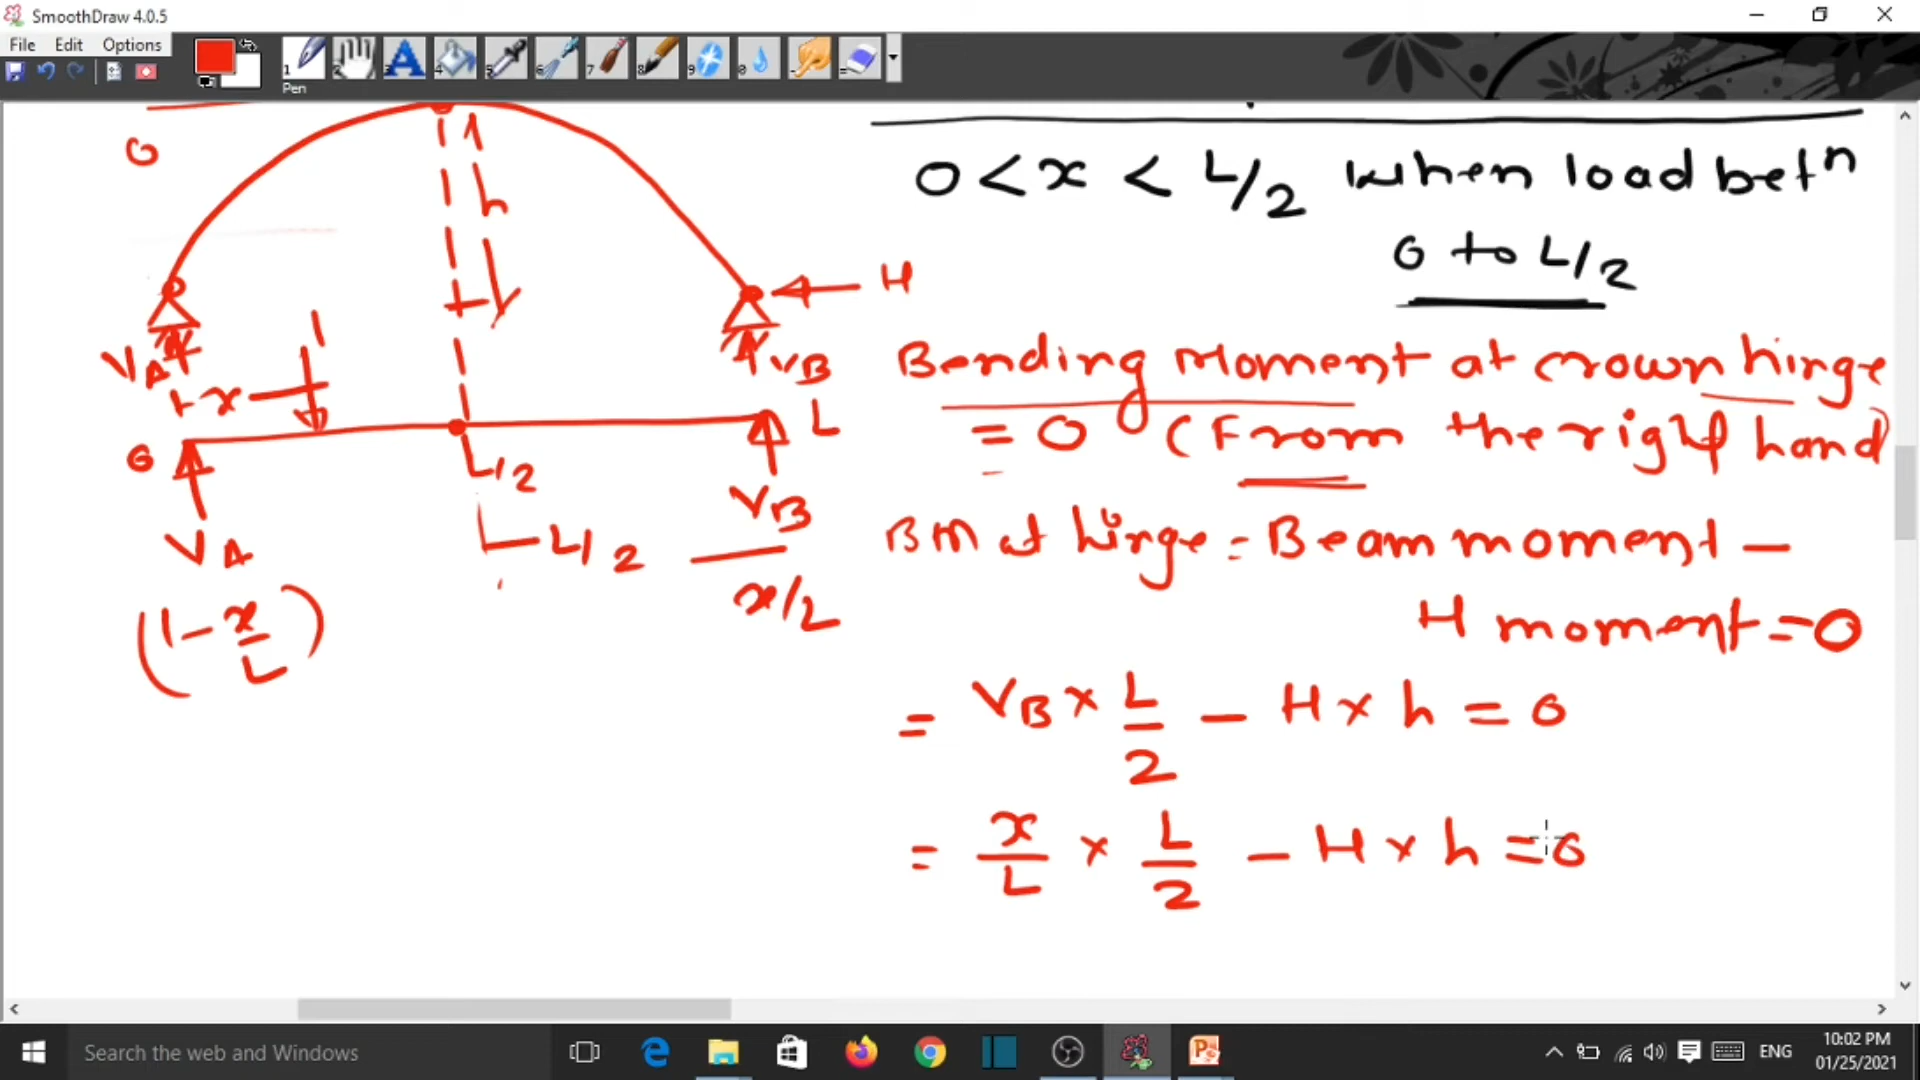 SmoothDraw 4.0.5
File Edit Options
Pen
0
h
H
VA
VB
1
x
0
L
L/2
VA
VB
L/2
x/2
(1 - x/L)
0 < x < L/2 when load betn
0 to L/2
Bending Moment at crown hinge
= 0 (From the right hand)
BM at hinge = Beam moment -
H moment = 0
= VB × L/2 - H × h = 0
= x/L × L/2 - H × h = 0
Search the web and Windows
ENG
10:02 PM
01/25/2021